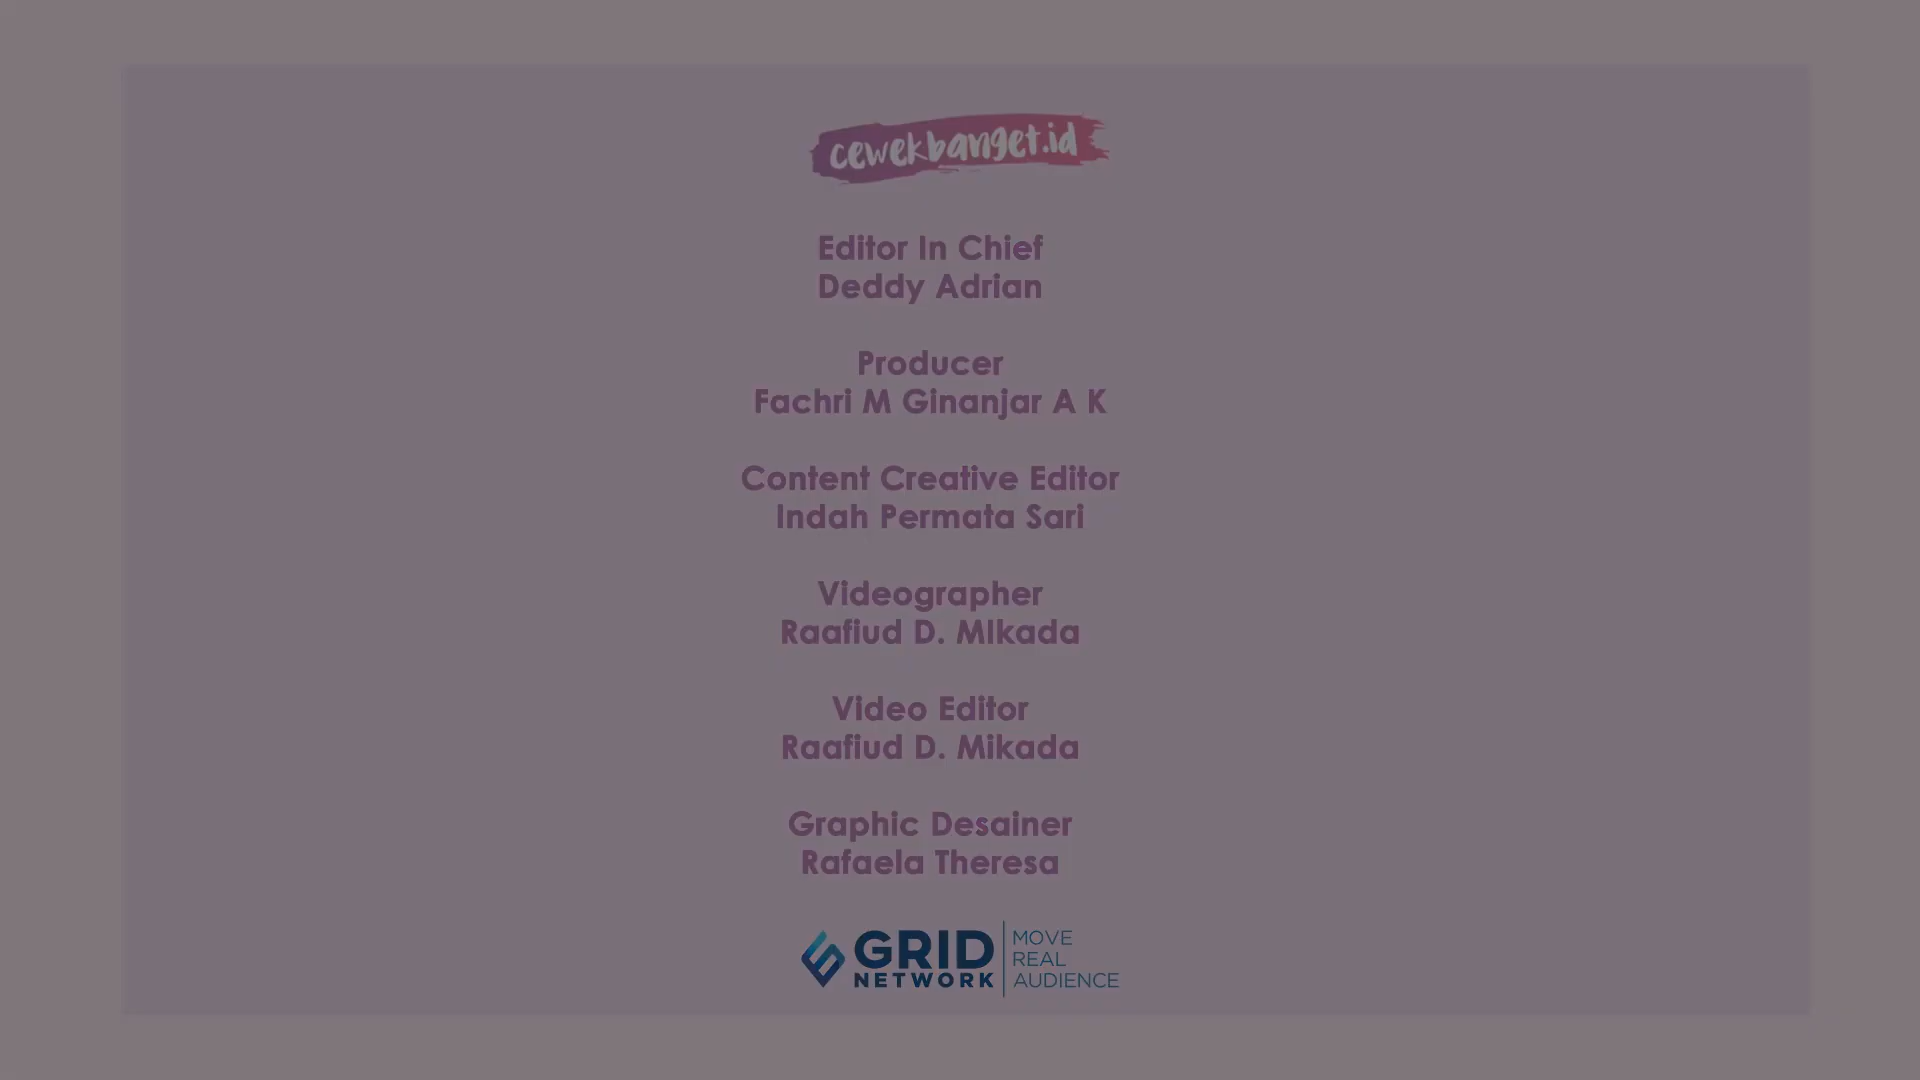 cewekbanget.id
Editor In Chief
Deddy Adrian
Producer
Fachri M Ginanjar A K
Content Creative Editor
Indah Permata Sari
Videographer
Raafiud D. MIkada
Video Editor
Raafiud D. Mikada
Graphic Desainer
Rafaela Theresa
GRID
NETWORK
MOVE
REAL
AUDIENCE